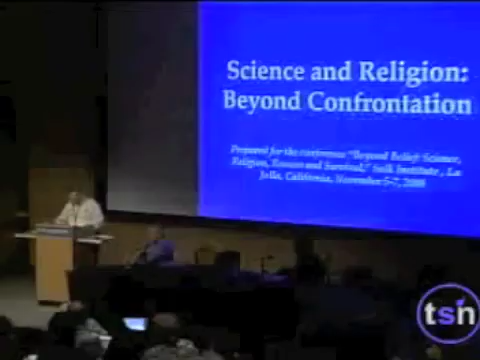 Science and Religion:
Beyond Confrontation
Prepared for the conference "Beyond Belief: Science,
Religion, Reason and Survival," Salk Institute, La
Jolla, California, November 5-7, 2006
tsn